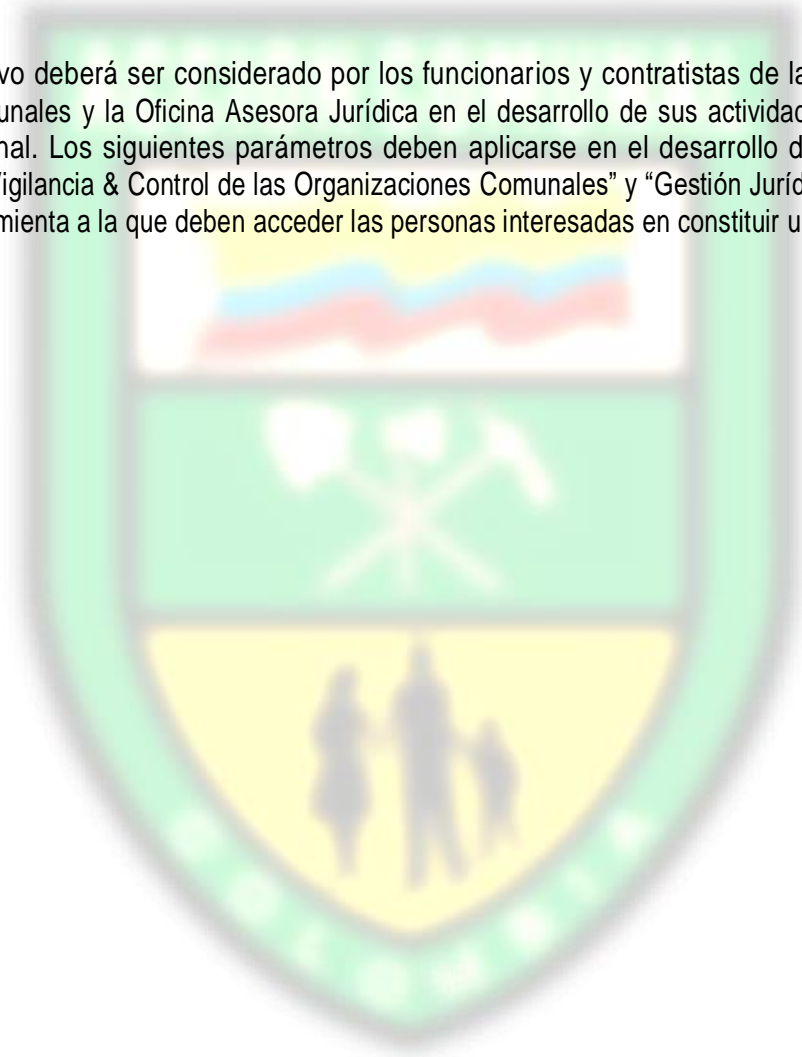 vo deberá ser considerado por los funcionarios y contratistas de la
unales y la Oficina Asesora Jurídica en el desarrollo de sus actividad
nal. Los siguientes parámetros deben aplicarse en el desarrollo d
Vigilancia & Control de las Organizaciones Comunales” y “Gestión Juríd
mienta a la que deben acceder las personas interesadas en constituir u
COLOMBIA